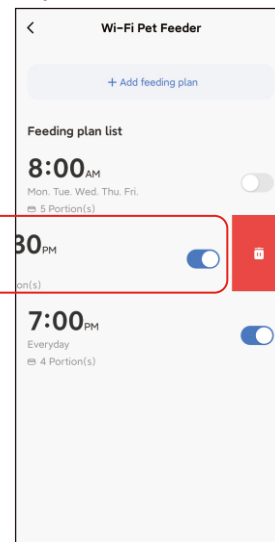 Wi-Fi Pet Feeder
+ Add feeding plan
Feeding plan list
8:00AM
Mon. Tue. Wed. Thu. Fri.
5 Portion(s)
30PM
on(s)
7:00PM
Everyday
4 Portion(s)